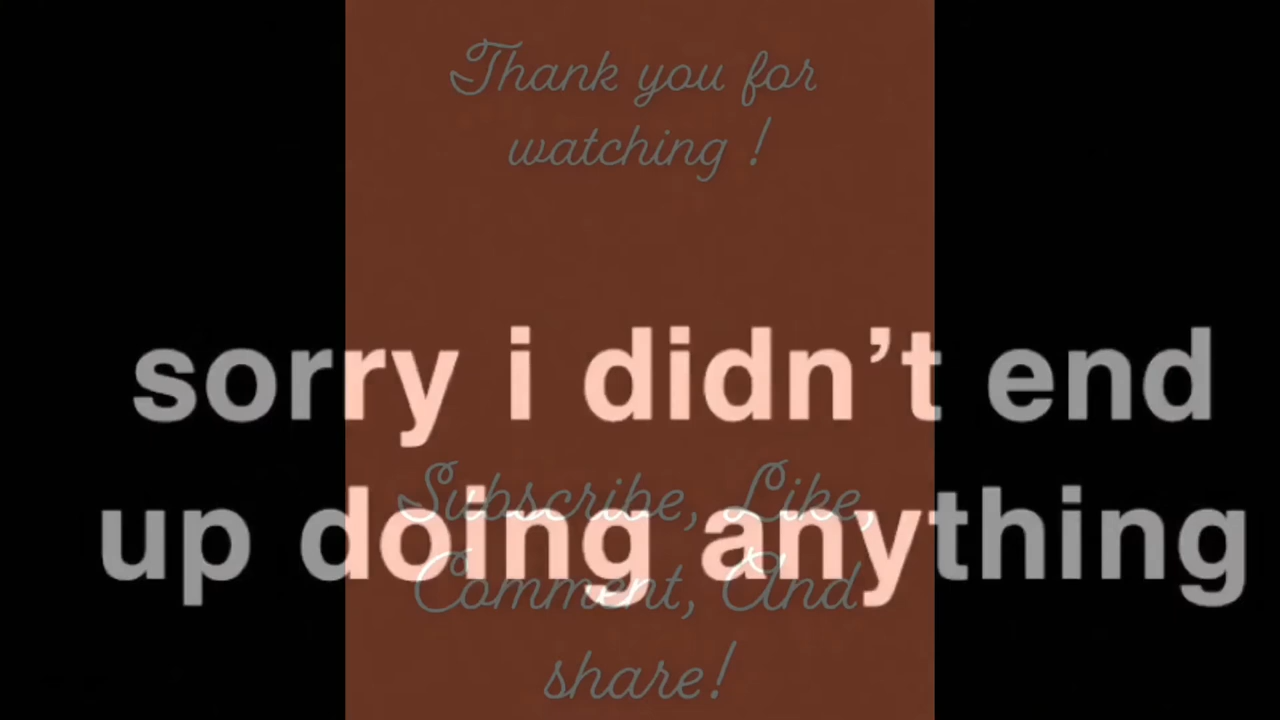 Thank you for
watching !
sorry i didn’t end
Subscribe, Like,
up doing anything
Comment, And
share!